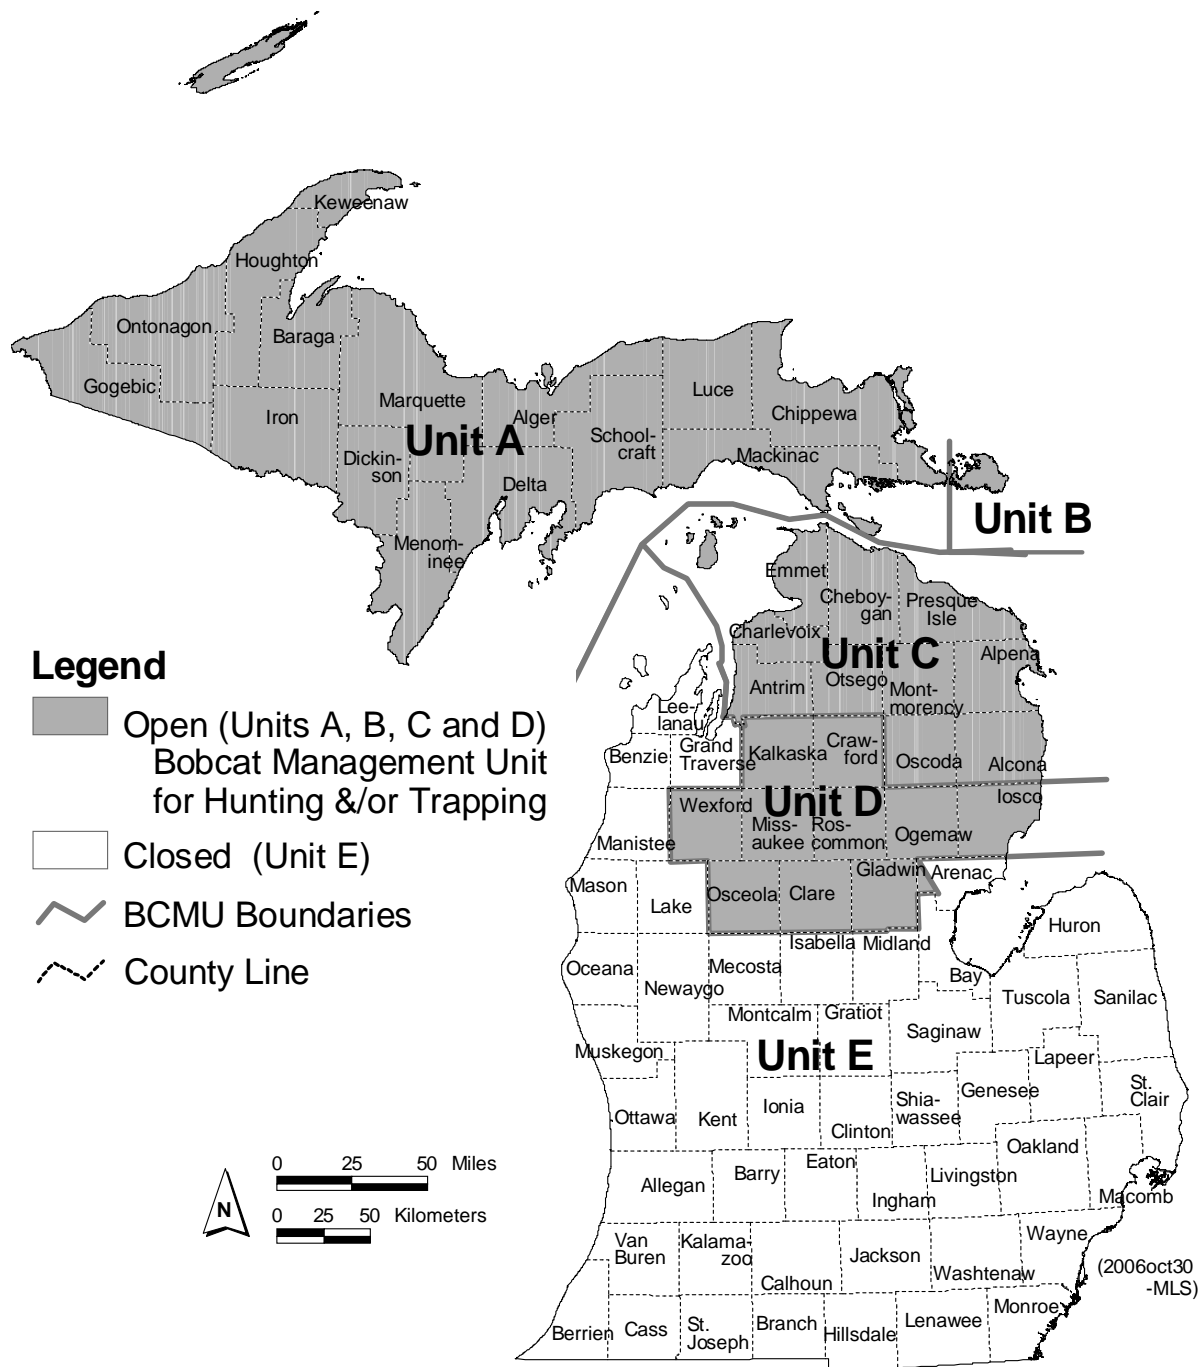 Keweenaw
Houghton
Ontonagon
Baraga
Gogebic
Iron
Marquette
Alger
Luce
Chippewa
School-
craft
Mackinac
Unit A
Dickin-
son
Delta
Menom-
inee
Unit B
Emmet
Cheboy-
gan
Presque
Isle
Charlevoix
Unit C
Alpena
Antrim
Otsego
Mont-
morency
Legend
Open (Units A, B, C and D)
Bobcat Management Unit
for Hunting &/or Trapping
Closed (Unit E)
BCMU Boundaries
County Line
Lee-
lanau
Benzie
Grand
Traverse
Kalkaska
Craw-
ford
Oscoda
Alcona
Wexford
Unit D
Iosco
Manistee
Miss-
aukee
Ros-
common
Ogemaw
Mason
Lake
Osceola
Clare
Gladwin
Arenac
Huron
Isabella
Midland
Oceana
Newaygo
Mecosta
Bay
Tuscola
Sanilac
Montcalm
Gratiot
Saginaw
Muskegon
Unit E
Lapeer
Ottawa
Kent
Ionia
Clinton
Shia-
wassee
Genesee
St.
Clair
Allegan
Barry
Eaton
Ingham
Livingston
Oakland
Macomb
Van
Buren
Kalama-
zoo
Calhoun
Jackson
Washtenaw
Wayne
(2006oct30
-MLS)
Berrien
Cass
St.
Joseph
Branch
Hillsdale
Lenawee
Monroe
0 25 50 Miles
0 25 50 Kilometers
N